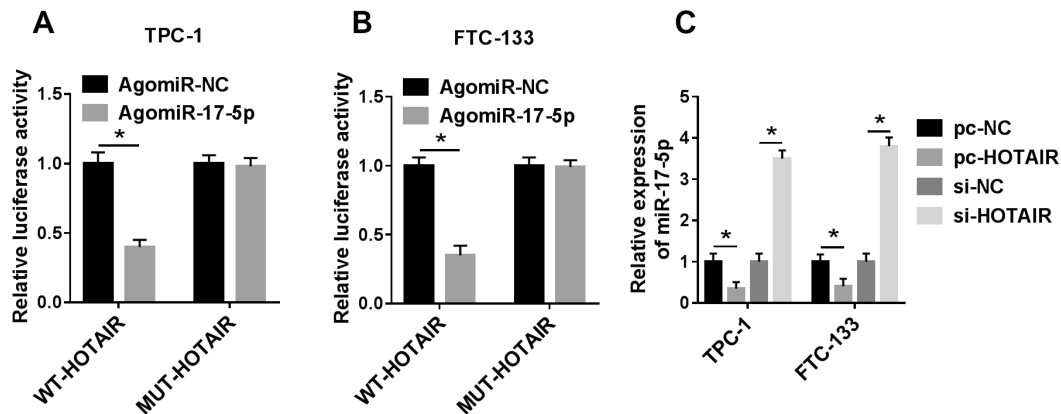 A
TPC-1
AgomiR-NC
AgomiR-17-5p
Relative luciferase activity
1.5
1.0
0.5
0.0
*
WT-HOTAIR
MUT-HOTAIR
B
FTC-133
AgomiR-NC
AgomiR-17-5p
Relative luciferase activity
1.5
1.0
0.5
0.0
*
WT-HOTAIR
MUT-HOTAIR
C
Relative expression
of miR-17-5p
5
4
3
2
1
0
*
*
*
*
TPC-1
FTC-133
pc-NC
pc-HOTAIR
si-NC
si-HOTAIR